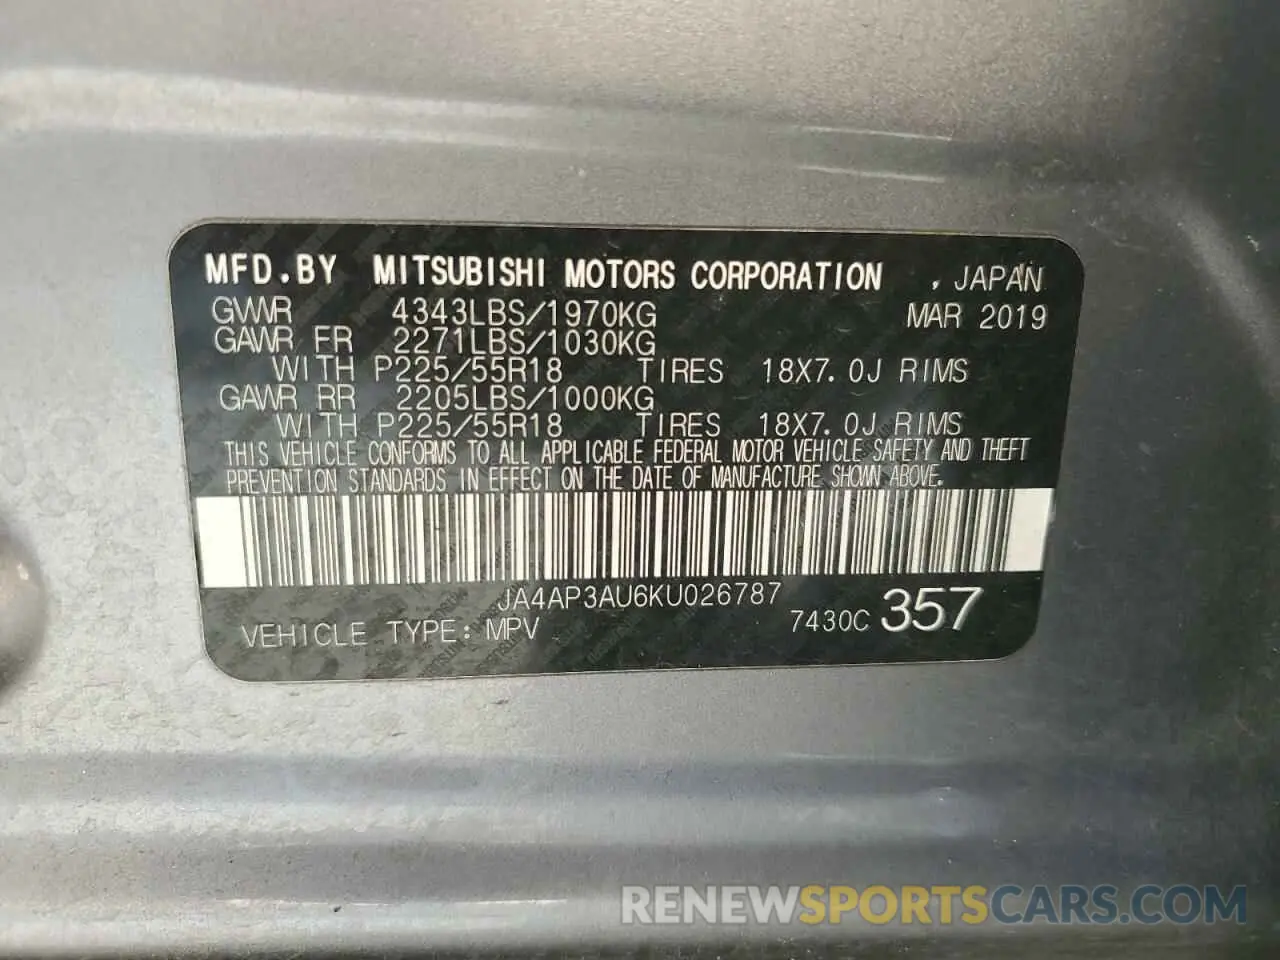 MFD.BY MITSUBISHI MOTORS CORPORATION , JAPAN
GVWR 4343LBS/1970KG MAR 2019
GAWR FR 2271LBS/1030KG
WITH P225/55R18 TIRES 18X7.0J RIMS
GAWR RR 2205LBS/1000KG
WITH P225/55R18 TIRES 18X7.0J RIMS
THIS VEHICLE CONFORMS TO ALL APPLICABLE FEDERAL MOTOR VEHICLE SAFETY AND THEFT
PREVENTION STANDARDS IN EFFECT ON THE DATE OF MANUFACTURE SHOWN ABOVE.
JA4AP3AU6KU026787
VEHICLE TYPE: MPV 7430C 357
RENEWSPORTSCARS.COM